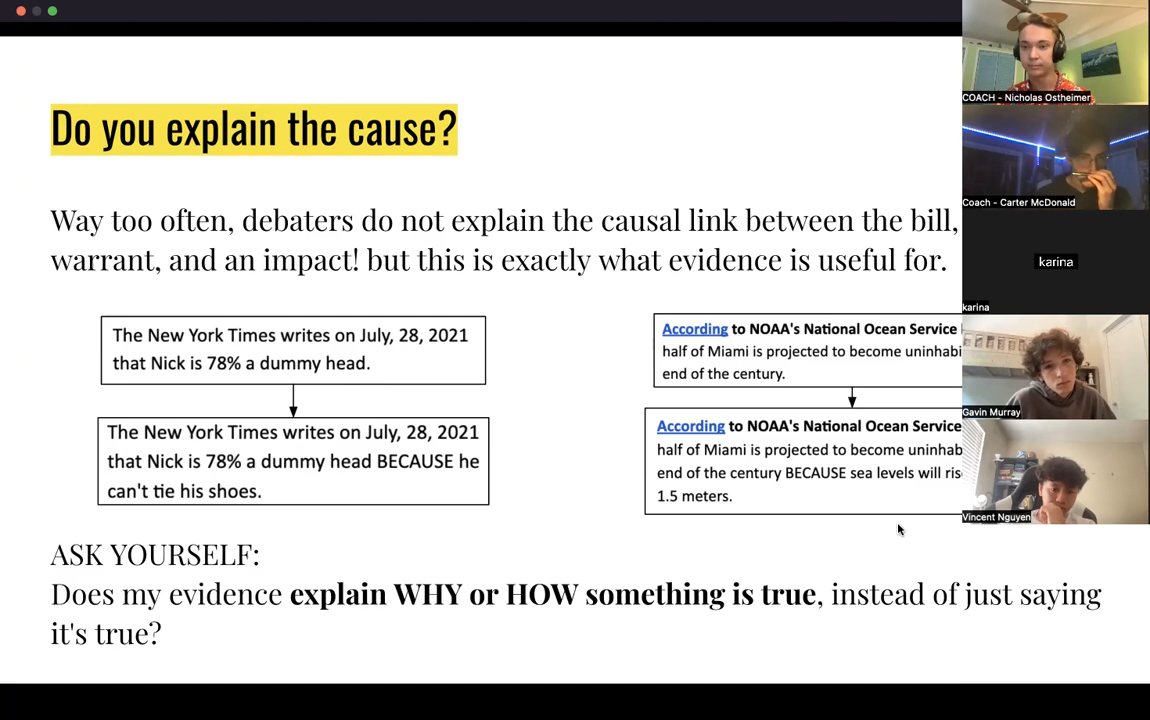 Do you explain the cause?
Way too often, debaters do not explain the causal link between the bill,
warrant, and an impact! but this is exactly what evidence is useful for.
The New York Times writes on July, 28, 2021
that Nick is 78% a dummy head.
The New York Times writes on July, 28, 2021
that Nick is 78% a dummy head BECAUSE he
can't tie his shoes.
According to NOAA's National Ocean Service
half of Miami is projected to become
end of the century.
According to NOAA's National Ocean Service
half of Miami is projected to become
end of the century BECAUSE sea levels will
1.5 meters.
ASK YOURSELF:
Does my evidence explain WHY or HOW something is true, instead of just saying
it's true?
COACH - Nicholas Ostheimer
Coach - Carter McDonald
karina
karina
Gavin Murray
Vincent Nguyen